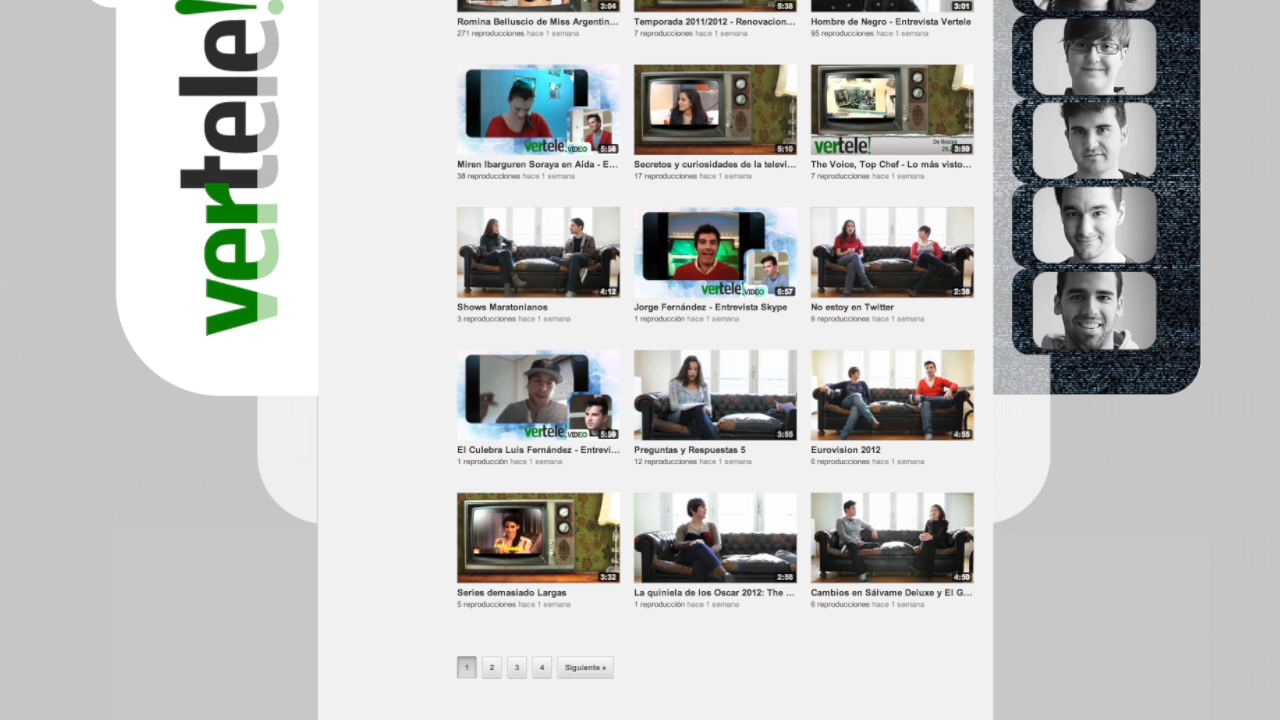 vertele!
3:04
5:38
3:01
Romina Belluscio de Miss Argentin...
Temporada 2011/2012 - Renovacion...
Hombre de Negro - Entrevista Vertele
271 reproducciones hace 1 semana
7 reproducciones hace 1 semana
95 reproducciones hace 1 semana
vertele! VIDEO
5:58
5:10
vertele!
3:59
Miren Ibarguren Soraya en Aida - E...
Secretos y curiosidades de la televi...
The Voice, Top Chef - Lo más visto...
38 reproducciones hace 1 semana
17 reproducciones hace 1 semana
7 reproducciones hace 1 semana
4:12
vertele! VIDEO
6:57
2:38
Shows Maratonianos
Jorge Fernández - Entrevista Skype
No estoy en Twitter
3 reproducciones hace 1 semana
1 reproducción hace 1 semana
6 reproducciones hace 1 semana
vertele! VIDEO
5:59
3:55
4:55
El Culebra Luis Fernández - Entrevi...
Preguntas y Respuestas 5
Eurovision 2012
1 reproducción hace 1 semana
12 reproducciones hace 1 semana
6 reproducciones hace 1 semana
3:32
2:56
4:50
Series demasiado Largas
La quiniela de los Oscar 2012: The ...
Cambios en Sálvame Deluxe y El G...
5 reproducciones hace 1 semana
1 reproducción hace 1 semana
6 reproducciones hace 1 semana
1 2 3 4 Siguiente »